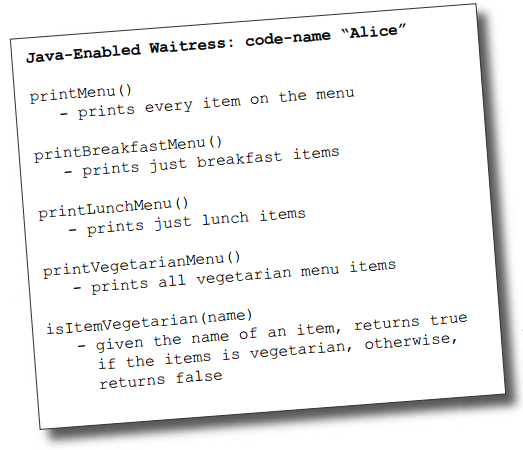 Java-Enabled Waitress: code-name “Alice”
printMenu()
- prints every item on the menu
printBreakfastMenu()
- prints just breakfast items
printLunchMenu()
- prints just lunch items
printVegetarianMenu()
- prints all vegetarian menu items
isItemVegetarian(name)
- given the name of an item, returns true
if the items is vegetarian, otherwise,
returns false